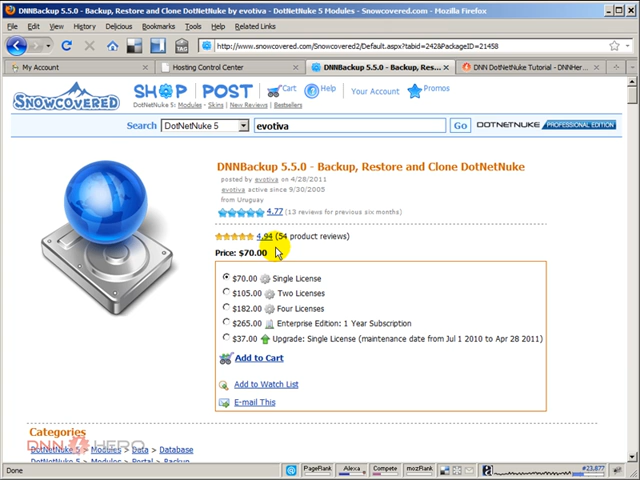 DNNBackup 5.5.0 - Backup, Restore and Clone DotNetNuke by evotiva - DotNetNuke 5 Modules - Snowcovered.com - Mozilla Firefox
File Edit View History Delicious Bookmarks Tools Help
http://www.snowcovered.com/Snowcovered2/Default.aspx?tabid=242&PackageID=21458
My Account Hosting Control Center DNNBackup 5.5.0 - Backup, Res... DNN DotNetNuke Tutorial - DNNHer...
SNOWCOVERED SHOP POST Cart Help Your Account Promos
DotNetNuke 5: Modules - Skins | New Reviews | Bestsellers
Search DotNetNuke 5 evotiva Go DOTNETNUKE PROFESSIONAL EDITION
DNNBackup 5.5.0 - Backup, Restore and Clone DotNetNuke
posted by evotiva on 4/28/2011
evotiva active since 9/30/2005
from Uruguay
4.77 (13 reviews for previous six months)
4.94 (54 product reviews)
Price: $70.00
$70.00 Single License
$105.00 Two Licenses
$182.00 Four Licenses
$265.00 Enterprise Edition: 1 Year Subscription
$37.00 Upgrade: Single License (maintenance date from Jul 1 2010 to Apr 28 2011)
Add to Cart
Add to Watch List
E-mail This
Categories
DNN HERO
DotNetNuke 5 > Modules > Data > Database
DotNetNuke 5 > Modules > Portal > Backup
Done PageRank Alexa Compete mozRank #23.877